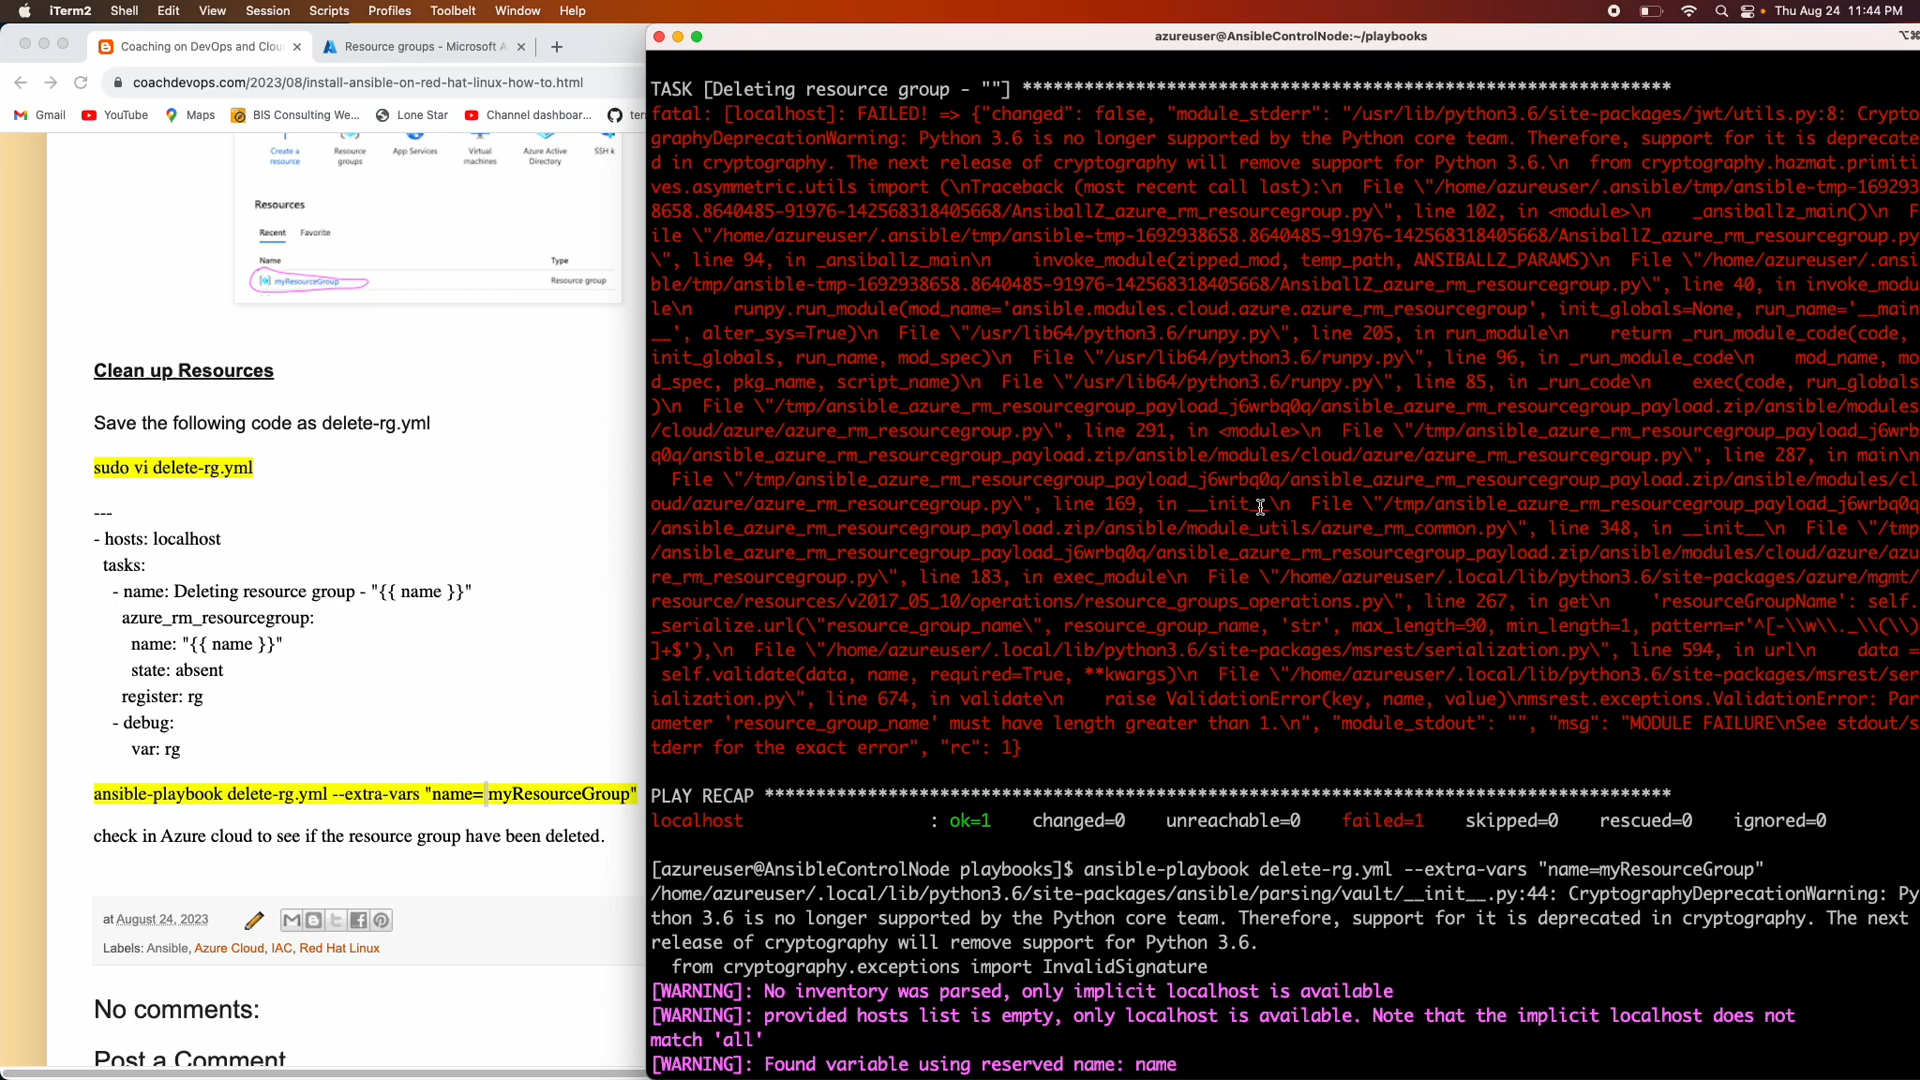 iTerm2 Shell Edit View Session Scripts Profiles Toolbelt Window Help
Thu Aug 24 11:44 PM
Coaching on DevOps and Clou
Resource groups - Microsoft A
azureuser@AnsibleControlNode:~/playbooks
coachdevops.com/2023/08/install-ansible-on-red-hat-linux-how-to.html
Gmail YouTube Maps BIS Consulting We... Lone Star Channel dashboar...
Create a resource
Resource groups
App Services
Virtual machines
Azure Active Directory
SSH k
Resources
Recent Favorite
Name Type
myResourceGroup Resource group
Clean up Resources
Save the following code as delete-rg.yml
sudo vi delete-rg.yml
---
- hosts: localhost
tasks:
- name: Deleting resource group - "{{ name }}"
azure_rm_resourcegroup:
name: "{{ name }}"
state: absent
register: rg
- debug:
var: rg
ansible-playbook delete-rg.yml --extra-vars "name= myResourceGroup"
check in Azure cloud to see if the resource group have been deleted.
at August 24, 2023
Labels: Ansible, Azure Cloud, IAC, Red Hat Linux
No comments:
Post a Comment
TASK [Deleting resource group - ""] ***************************************************************************
fatal: [localhost]: FAILED! => {"changed": false, "module_stderr": "/usr/lib/python3.6/site-packages/jwt/utils.py:8: Crypto
graphyDeprecationWarning: Python 3.6 is no longer supported by the Python core team. Therefore, support for it is deprecate
d in cryptography. The next release of cryptography will remove support for Python 3.6.\n  from cryptography.hazmat.primiti
ves.asymmetric.utils import (\nTraceback (most recent call last):\n  File \"/home/azureuser/.ansible/tmp/ansible-tmp-169293
8658.8640485-91976-142568318405668/AnsiballZ_azure_rm_resourcegroup.py\", line 102, in <module>\n    _ansiballz_main()\n  F
ile \"/home/azureuser/.ansible/tmp/ansible-tmp-1692938658.8640485-91976-142568318405668/AnsiballZ_azure_rm_resourcegroup.py
\", line 94, in _ansiballz_main\n    invoke_module(zipped_mod, temp_path, ANSIBALLZ_PARAMS)\n  File \"/home/azureuser/.ansi
ble/tmp/ansible-tmp-1692938658.8640485-91976-142568318405668/AnsiballZ_azure_rm_resourcegroup.py\", line 40, in invoke_modu
le\n    runpy.run_module(mod_name='ansible.modules.cloud.azure.azure_rm_resourcegroup', init_globals=None, run_name='__main
__', alter_sys=True)\n  File \"/usr/lib64/python3.6/runpy.py\", line 205, in run_module\n    return _run_module_code(code,
init_globals, run_name, mod_spec)\n  File \"/usr/lib64/python3.6/runpy.py\", line 96, in _run_module_code\n    mod_name, mo
d_spec, pkg_name, script_name)\n  File \"/usr/lib64/python3.6/runpy.py\", line 85, in _run_code\n    exec(code, run_globals
)\n  File \"/tmp/ansible_azure_rm_resourcegroup_payload_j6wrbq0q/ansible_azure_rm_resourcegroup_payload.zip/ansible/modules
/cloud/azure/azure_rm_resourcegroup.py\", line 291, in <module>\n  File \"/tmp/ansible_azure_rm_resourcegroup_payload_j6wrb
q0q/ansible_azure_rm_resourcegroup_payload.zip/ansible/modules/cloud/azure/azure_rm_resourcegroup.py\", line 287, in main\n
File \"/tmp/ansible_azure_rm_resourcegroup_payload_j6wrbq0q/ansible_azure_rm_resourcegroup_payload.zip/ansible/modules/cl
oud/azure/azure_rm_resourcegroup.py\", line 169, in __init__\n  File \"/tmp/ansible_azure_rm_resourcegroup_payload_j6wrbq0q
/ansible_azure_rm_resourcegroup_payload.zip/ansible/module_utils/azure_rm_common.py\", line 348, in __init__\n  File \"/tmp
/ansible_azure_rm_resourcegroup_payload_j6wrbq0q/ansible_azure_rm_resourcegroup_payload.zip/ansible/modules/cloud/azure/azu
re_rm_resourcegroup.py\", line 183, in exec_module\n  File \"/home/azureuser/.local/lib/python3.6/site-packages/azure/mgmt/
resource/resources/v2017_05_10/operations/resource_groups_operations.py\", line 267, in get\n    'resourceGroupName': self.
_serialize.url(\"resource_group_name\", resource_group_name, 'str', max_length=90, min_length=1, pattern=r'^[-\\w\\._\\(\\)
]+$'),\n  File \"/home/azureuser/.local/lib/python3.6/site-packages/msrest/serialization.py\", line 594, in url\n    data =
self.validate(data, name, required=True, **kwargs)\n  File \"/home/azureuser/.local/lib/python3.6/site-packages/msrest/ser
ialization.py\", line 674, in validate\n    raise ValidationError(key, name, value)\nmsrest.exceptions.ValidationError: Par
ameter 'resource_group_name' must have length greater than 1.\n", "module_stdout": "", "msg": "MODULE FAILURE\nSee stdout/s
tderr for the exact error", "rc": 1}
PLAY RECAP ***************************************************************************************************
localhost : ok=1 changed=0 unreachable=0 failed=1 skipped=0 rescued=0 ignored=0
[azureuser@AnsibleControlNode playbooks]$ ansible-playbook delete-rg.yml --extra-vars "name=myResourceGroup"
/home/azureuser/.local/lib/python3.6/site-packages/ansible/parsing/vault/__init__.py:44: CryptographyDeprecationWarning: Py
thon 3.6 is no longer supported by the Python core team. Therefore, support for it is deprecated in cryptography. The next
release of cryptography will remove support for Python 3.6.
from cryptography.exceptions import InvalidSignature
[WARNING]: No inventory was parsed, only implicit localhost is available
[WARNING]: provided hosts list is empty, only localhost is available. Note that the implicit localhost does not
match 'all'
[WARNING]: Found variable using reserved name: name